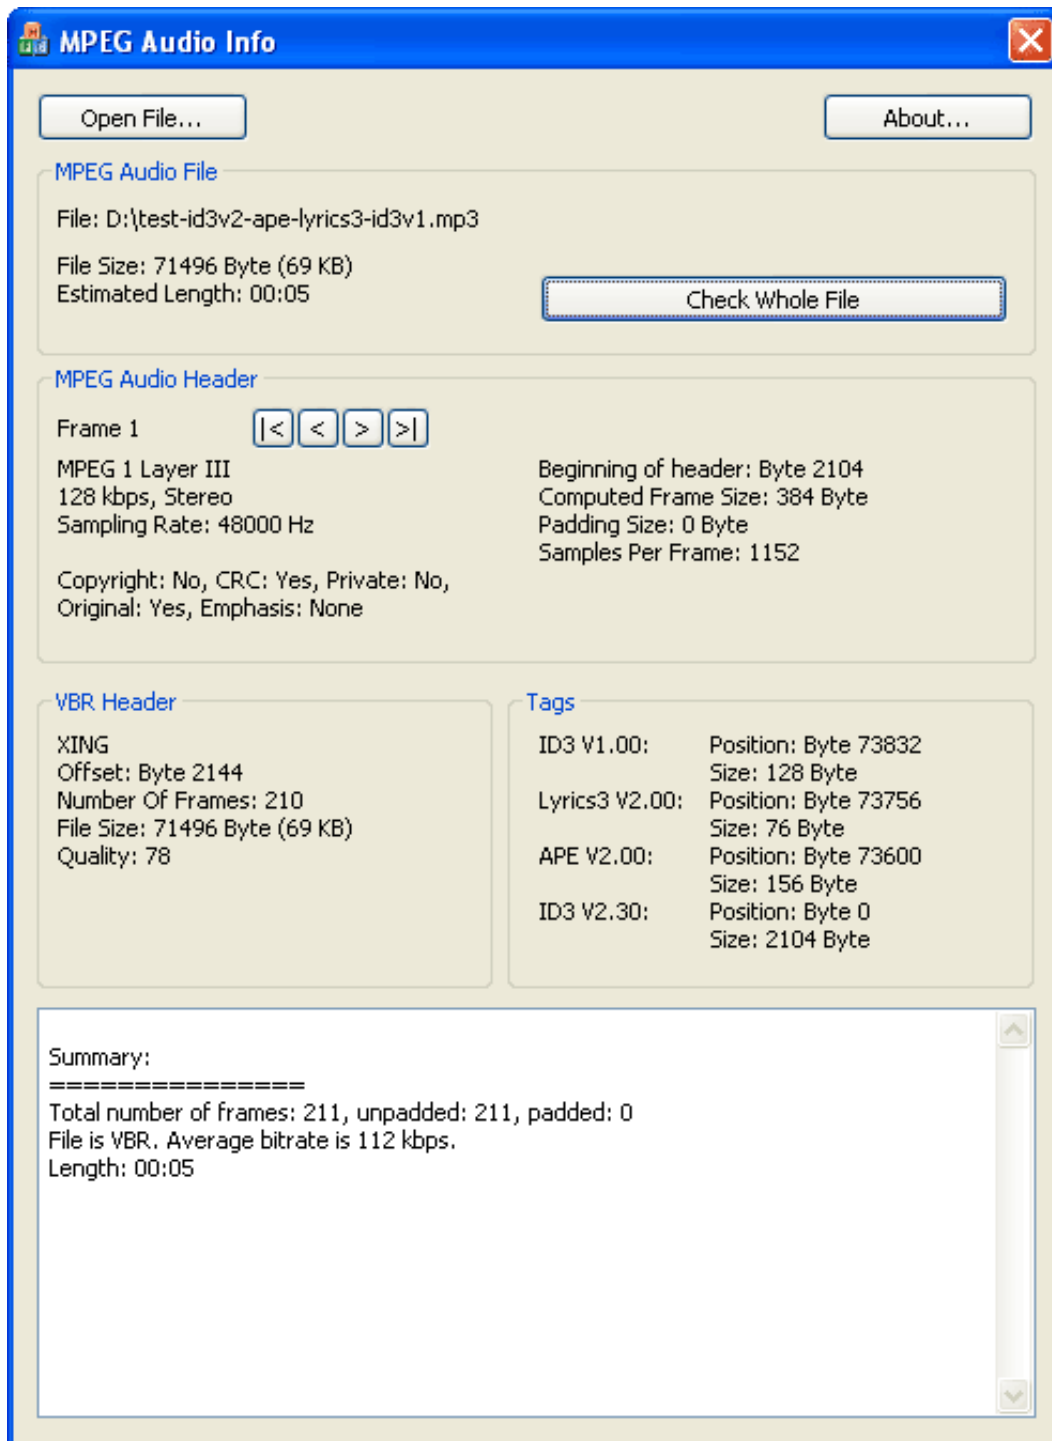 MPEG Audio Info
Open File...
About...
MPEG Audio File
File: D:\test-id3v2-ape-lyrics3-id3v1.mp3
File Size: 71496 Byte (69 KB)
Estimated Length: 00:05
Check Whole File
MPEG Audio Header
Frame 1
|<
<
>
>|
MPEG 1 Layer III
128 kbps, Stereo
Sampling Rate: 48000 Hz
Copyright: No, CRC: Yes, Private: No,
Original: Yes, Emphasis: None
Beginning of header: Byte 2104
Computed Frame Size: 384 Byte
Padding Size: 0 Byte
Samples Per Frame: 1152
VBR Header
XING
Offset: Byte 2144
Number Of Frames: 210
File Size: 71496 Byte (69 KB)
Quality: 78
Tags
ID3 V1.00: Position: Byte 73832
Size: 128 Byte
Lyrics3 V2.00: Position: Byte 73756
Size: 76 Byte
APE V2.00: Position: Byte 73600
Size: 156 Byte
ID3 V2.30: Position: Byte 0
Size: 2104 Byte
Summary:
===============
Total number of frames: 211, unpadded: 211, padded: 0
File is VBR. Average bitrate is 112 kbps.
Length: 00:05